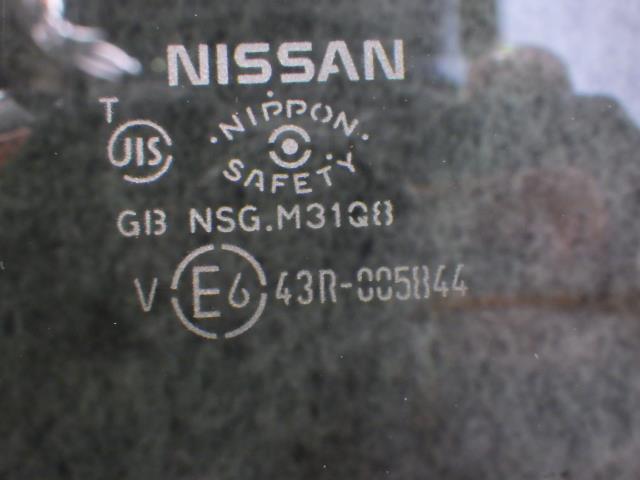 NISSAN
T
JIS
NIPPON
SAFETY
GB NSG.M31Q8
V E6 43R-005844